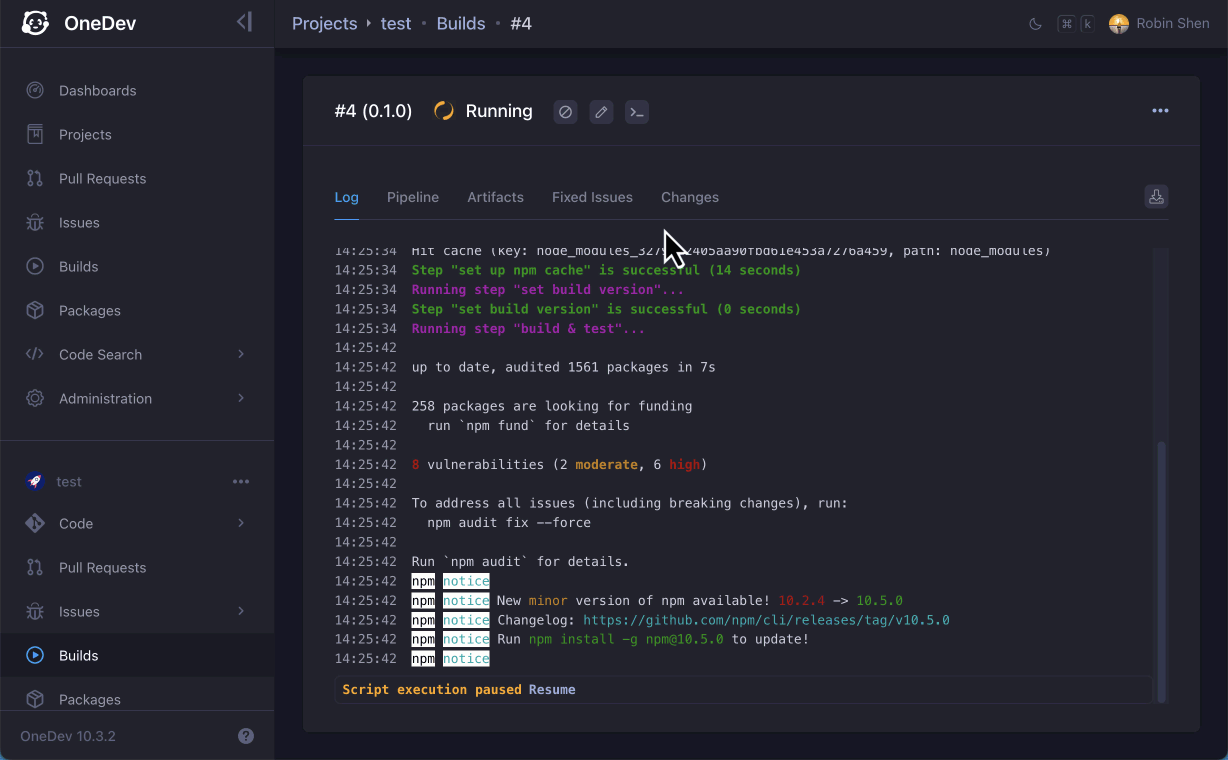 OneDev
Projects › test • Builds • #4
⌘ k
Robin Shen
Dashboards
Projects
Pull Requests
Issues
Builds
Packages
Code Search
Administration
test
Code
Pull Requests
Issues
Builds
Packages
OneDev 10.3.2
#4 (0.1.0) Running
Log Pipeline Artifacts Fixed Issues Changes
14:25:34 Hit cache (key: path: node_modules)
14:25:34 Step "set up npm cache" is successful (14 seconds)
14:25:34 Running step "set build version"...
14:25:34 Step "set build version" is successful (0 seconds)
14:25:34 Running step "build & test"...
14:25:42
14:25:42 up to date, audited 1561 packages in 7s
14:25:42
14:25:42 258 packages are looking for funding
14:25:42 run `npm fund` for details
14:25:42
14:25:42 8 vulnerabilities (2 moderate, 6 high)
14:25:42
14:25:42 To address all issues (including breaking changes), run:
14:25:42 npm audit fix --force
14:25:42
14:25:42 Run `npm audit` for details.
14:25:42 npm notice
14:25:42 npm notice New minor version of npm available! 10.2.4 -> 10.5.0
14:25:42 npm notice Changelog: https://github.com/npm/cli/releases/tag/v10.5.0
14:25:42 npm notice Run npm install -g npm@10.5.0 to update!
14:25:42 npm notice
Script execution paused Resume